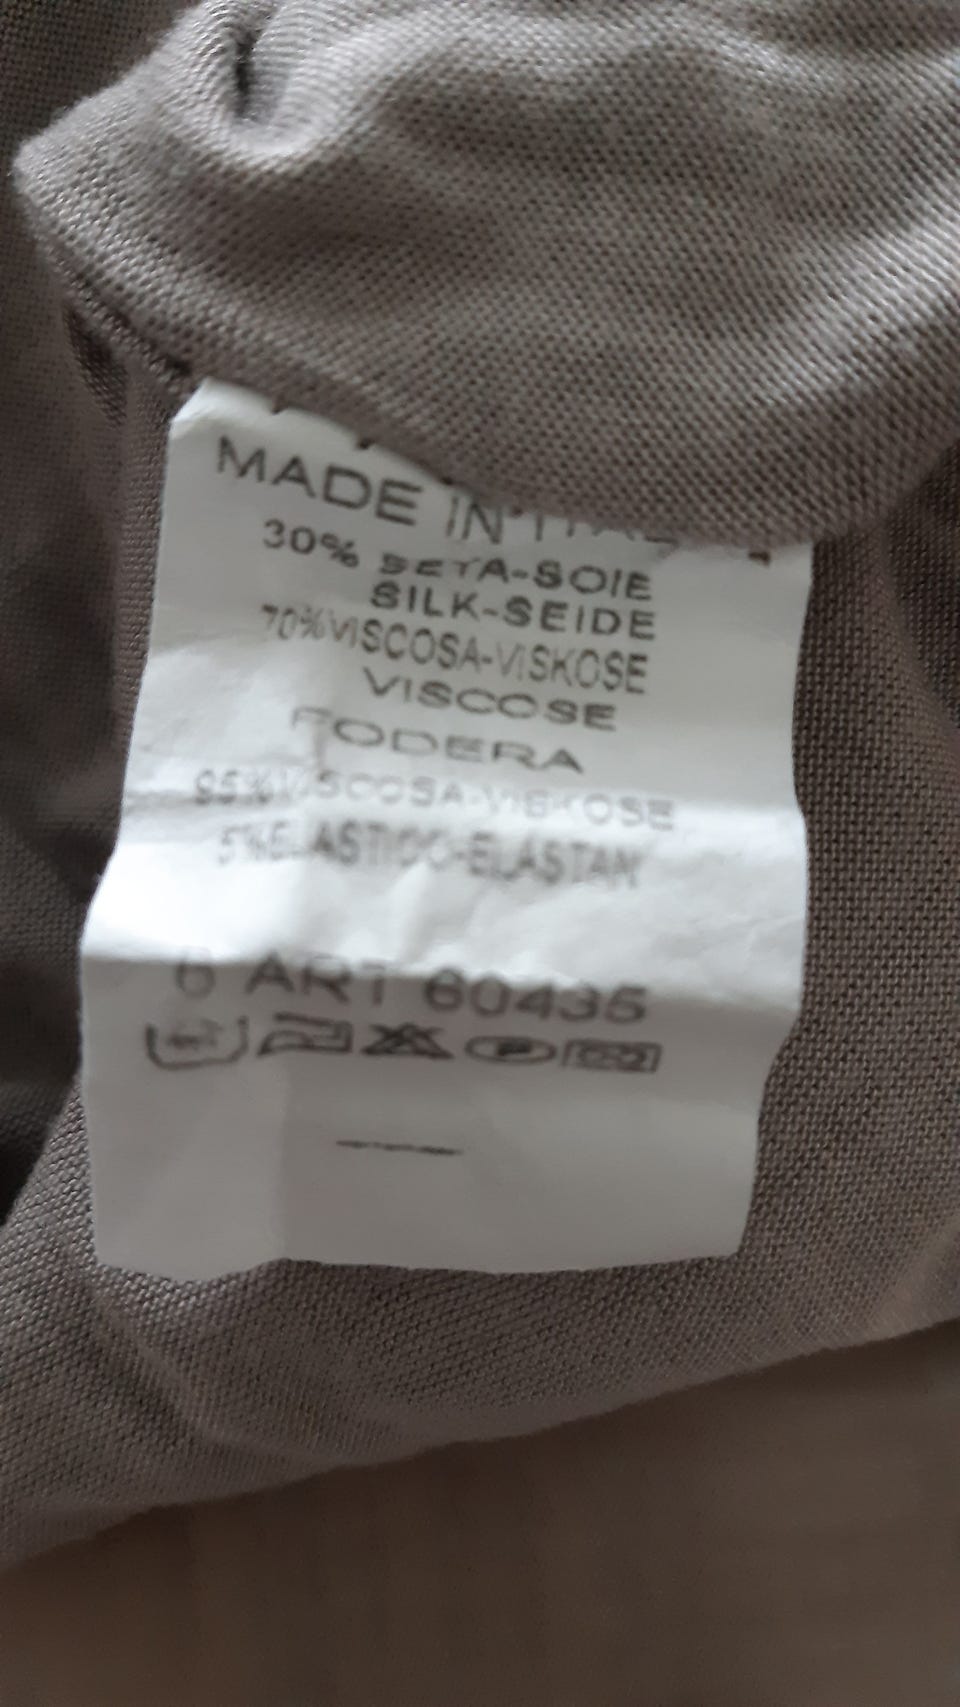 MADE IN ITAL
30% SETA-SOIE
SILK-SEIDE
70%VISCOSA-VISKOSE
VISCOSE
FODERA
95%VISCOSA-VISKOSE
5%ELASTICO-ELASTAN
6 ART 60435
P